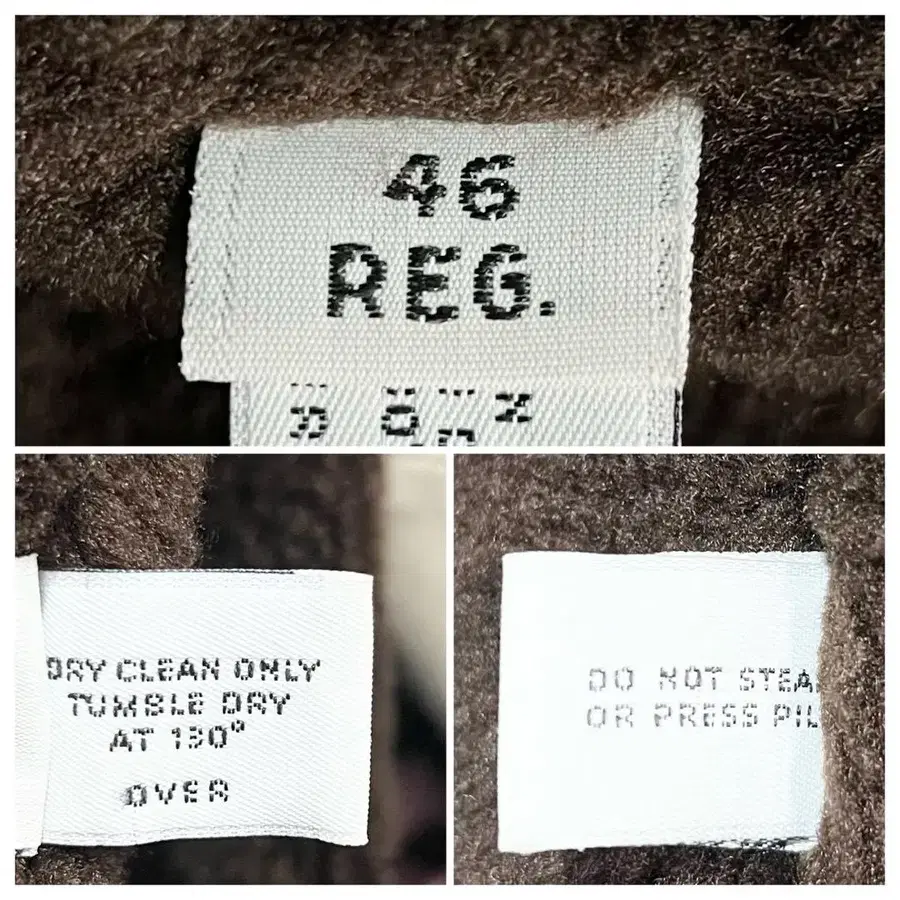 46
REG.
DRY CLEAN ONLY
TUMBLE DRY
AT 130°
OVER
DO NOT STEA
OR PRESS PIL